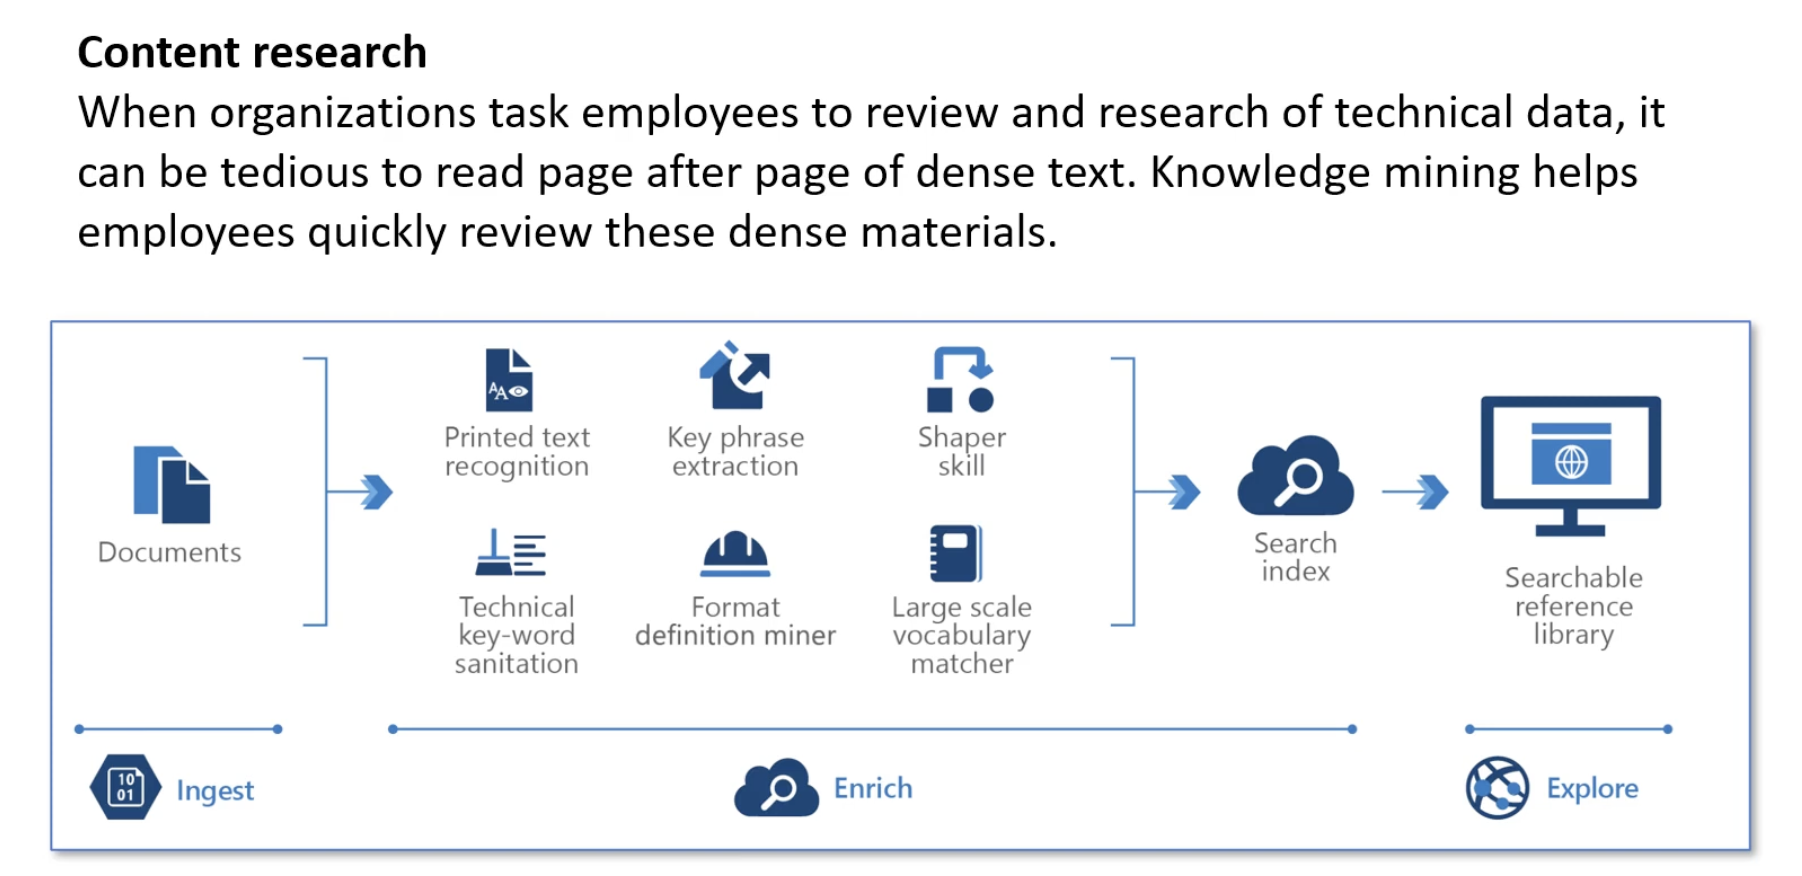 Content research
When organizations task employees to review and research of technical data, it
can be tedious to read page after page of dense text. Knowledge mining helps
employees quickly review these dense materials.
Documents
AA
Printed text
recognition
Key phrase
extraction
Shaper
skill
Technical
key-word
sanitation
Format
definition miner
Large scale
vocabulary
matcher
Search
index
Searchable
reference
library
10
01
Ingest
Enrich
Explore